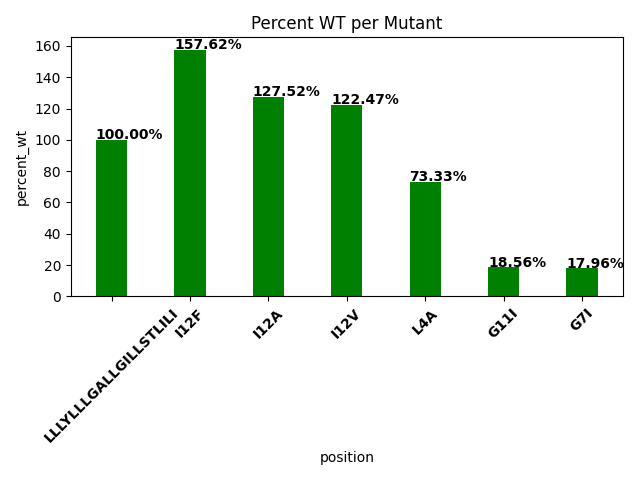 Percent WT per Mutant
percent_wt
160
140
120
100
80
60
40
20
0
100.00%
157.62%
127.52%
122.47%
73.33%
18.56%
17.96%
LLLYLLLGALLGILLSTLILI
I12F
I12A
I12V
L4A
G11I
G7I
position